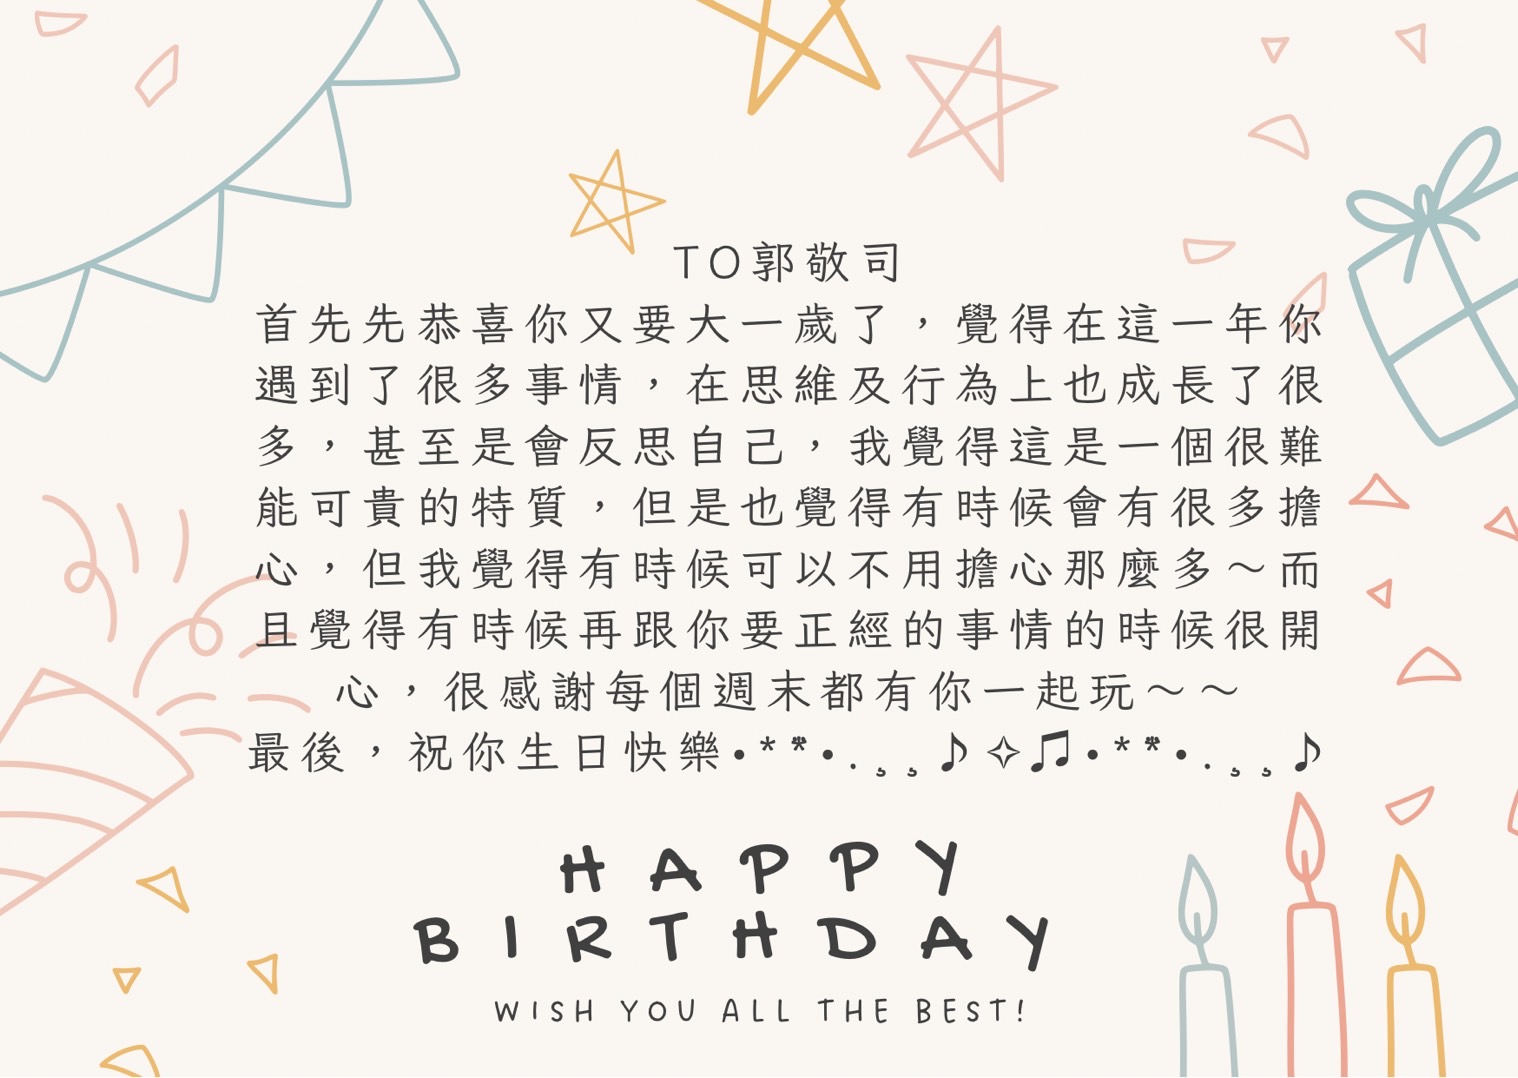 TO郭敬司
首先先恭喜你又要大一歲了，覺得在這一年你
遇到了很多事情，在思維及行為上也成長了很
多，甚至是會反思自己，我覺得這是一個很難
能可貴的特質，但是也覺得有時候會有很多擔
心，但我覺得有時候可以不用擔心那麼多～而
且覺得有時候再跟你要正經的事情的時候很開
心，很感謝每個週末都有你一起玩～～
最後，祝你生日快樂•*¨*•.¸¸♪✧♫•*¨*•.¸¸♪
HAPPY
BIRTHDAY
WISH YOU ALL THE BEST!